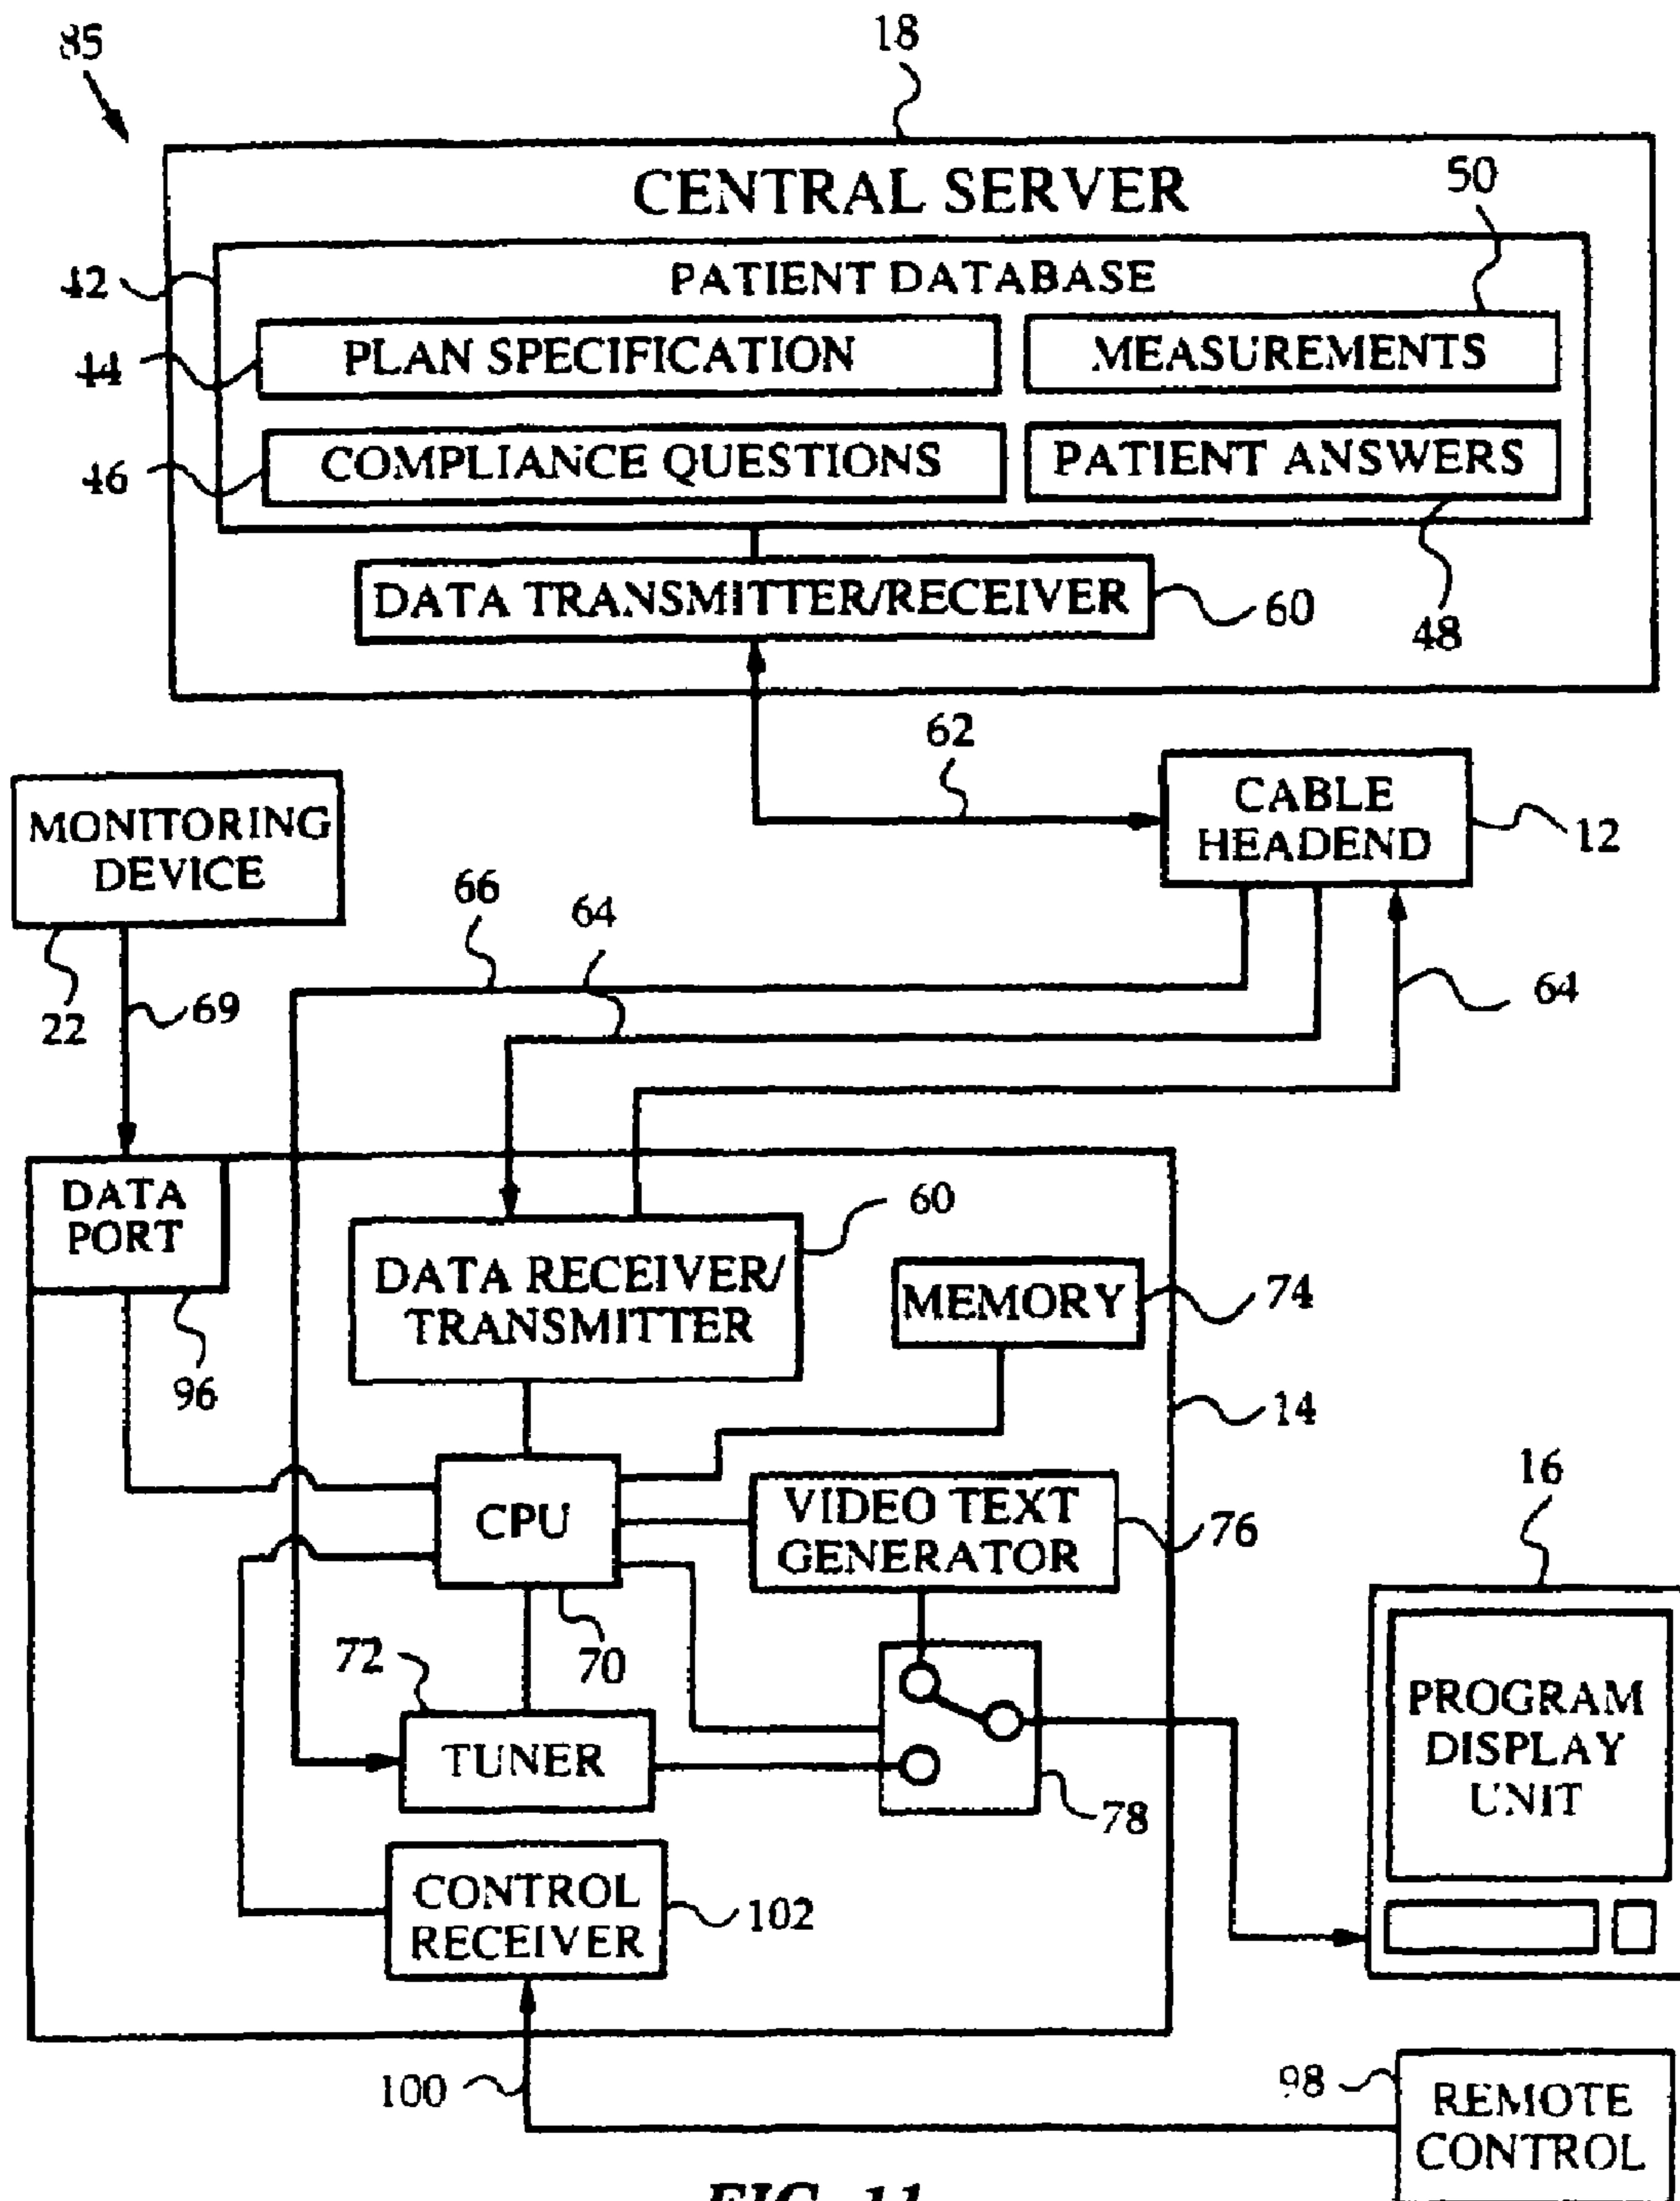 85
18
CENTRAL SERVER
50
42
PATIENT DATABASE
44
PLAN SPECIFICATION
MEASUREMENTS
46
COMPLIANCE QUESTIONS
PATIENT ANSWERS
DATA TRANSMITTER/RECEIVER
60
48
62
MONITORING
DEVICE
CABLE
HEADEND
12
66
64
22
69
64
DATA
PORT
60
DATA RECEIVER/
TRANSMITTER
MEMORY
74
96
14
CPU
VIDEO TEXT
GENERATOR
76
16
72
70
TUNER
78
PROGRAM
DISPLAY
UNIT
CONTROL
RECEIVER
102
100
98
REMOTE
CONTROL
FIG. 11